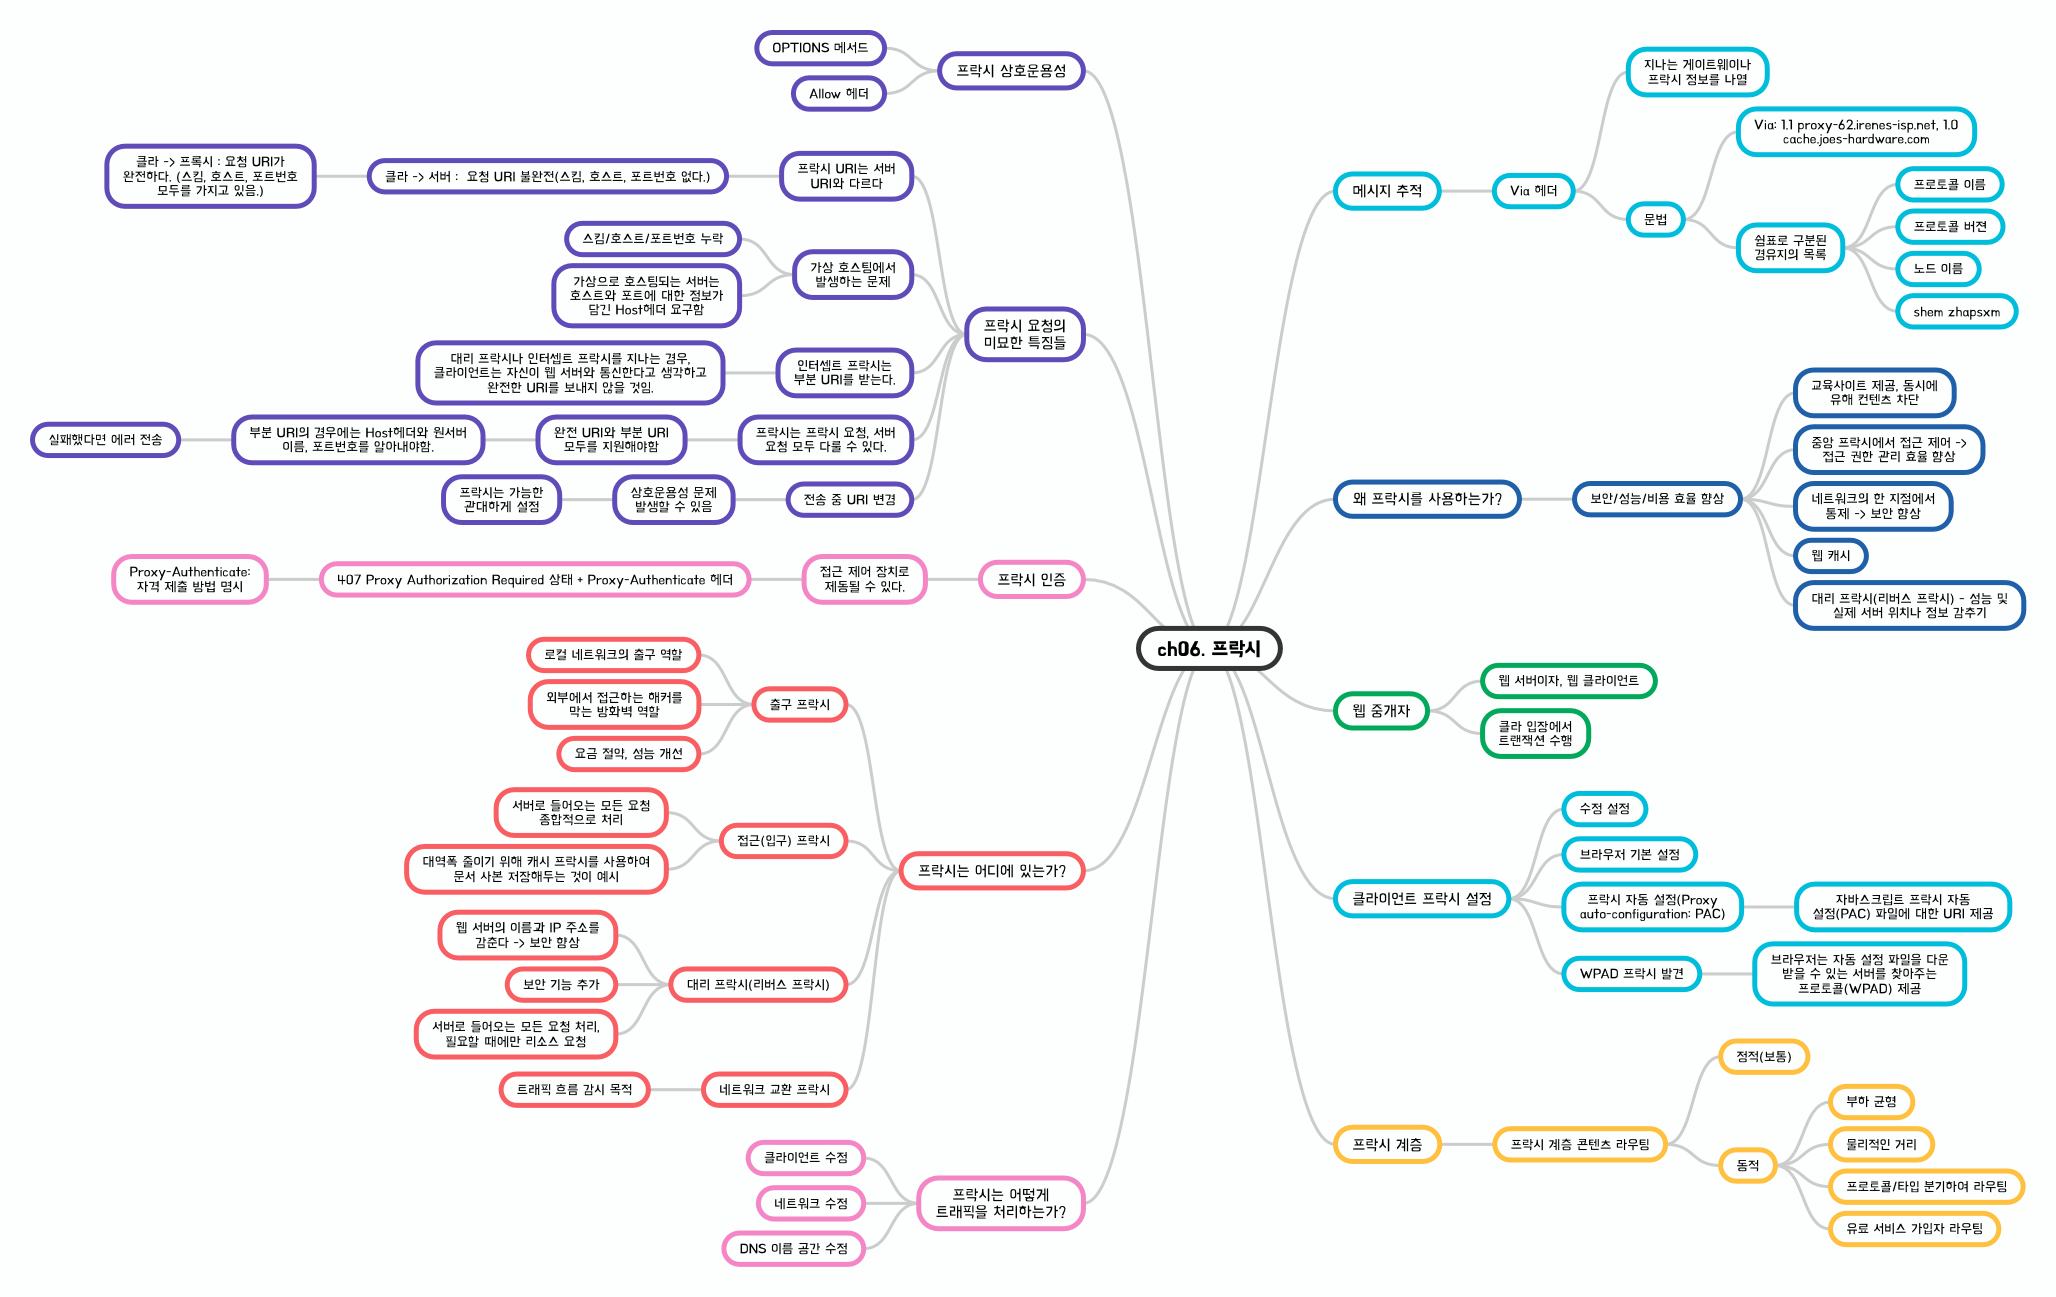 ch06. 프락시
프락시 상호운용성
OPTIONS 메서드
Allow 헤더
프락시 요청의
미묘한 특징들
프락시 URI는 서버
URI와 다르다
클라 -> 서버 :  요청 URI 불완전(스킴, 호스트, 포트번호 없다.)
클라 -> 프록시 : 요청 URI가
완전하다. (스킴, 호스트, 포트번호
모두를 가지고 있음.)
가상 호스팅에서
발생하는 문제
스킴/호스트/포트번호 누락
가상으로 호스팅되는 서버는
호스트와 포트에 대한 정보가
담긴 Host헤더 요구함
인터셉트 프락시는
부분 URI를 받는다.
대리 프락시나 인터셉트 프락시를 지나는 경우,
클라이언트는 자신이 웹 서버와 통신한다고 생각하고
완전한 URI를 보내지 않을 것임.
프락시는 프락시 요청, 서버
요청 모두 다룰 수 있다.
완전 URI와 부분 URI
모두를 지원해야함
부분 URI의 경우에는 Host헤더와 원서버
이름, 포트번호를 알아내야함.
실패했다면 에러 전송
전송 중 URI 변경
상호운용성 문제
발생할 수 있음
프락시는 가능한
관대하게 설정
프락시 인증
접근 제어 장치로
제동될 수 있다.
407 Proxy Authorization Required 상태 + Proxy-Authenticate 헤더
Proxy-Authenticate:
자격 제출 방법 명시
프락시는 어디에 있는가?
출구 프락시
로컬 네트워크의 출구 역할
외부에서 접근하는 해커를
막는 방화벽 역할
요금 절약, 성능 개선
접근(입구) 프락시
서버로 들어오는 모든 요청
종합적으로 처리
대역폭 줄이기 위해 캐시 프락시를 사용하여
문서 사본 저장해두는 것이 예시
대리 프락시(리버스 프락시)
웹 서버의 이름과 IP 주소를
감춘다 -> 보안 향상
보안 기능 추가
서버로 들어오는 모든 요청 처리,
필요할 때에만 리소스 요청
네트워크 교환 프락시
트래픽 흐름 감시 목적
프락시는 어떻게
트래픽을 처리하는가?
클라이언트 수정
네트워크 수정
DNS 이름 공간 수정
메시지 추적
Via 헤더
지나는 게이트웨이나
프락시 정보를 나열
문법
Via: 1.1 proxy-62.irenes-isp.net, 1.0
cache.joes-hardware.com
쉼표로 구분된
경유지의 목록
프로토콜 이름
프로토콜 버젼
노드 이름
shem zhapsxm
왜 프락시를 사용하는가?
보안/성능/비용 효율 향상
교육사이트 제공, 동시에
유해 컨텐츠 차단
중앙 프락시에서 접근 제어 ->
접근 권한 관리 효율 향상
네트워크의 한 지점에서
통제 -> 보안 향상
웹 캐시
대리 프락시(리버스 프락시) - 성능 및
실제 서버 위치나 정보 감추기
웹 중개자
웹 서버이자, 웹 클라이언트
클라 입장에서
트랜잭션 수행
클라이언트 프락시 설정
수정 설정
브라우저 기본 설정
프락시 자동 설정(Proxy
auto-configuration: PAC)
자바스크립트 프락시 자동
설정(PAC) 파일에 대한 URI 제공
WPAD 프락시 발견
브라우저는 자동 설정 파일을 다운
받을 수 있는 서버를 찾아주는
프로토콜(WPAD) 제공
프락시 계층
프락시 계층 콘텐츠 라우팅
정적(보통)
동적
부하 균형
물리적인 거리
프로토콜/타입 분기하여 라우팅
유료 서비스 가입자 라우팅